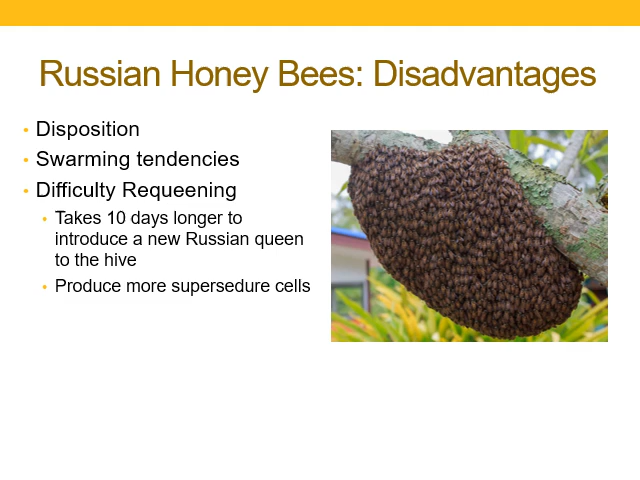 Russian Honey Bees: Disadvantages
• Disposition
• Swarming tendencies
• Difficulty Requeening
• Takes 10 days longer to
introduce a new Russian queen
to the hive
• Produce more supersedure cells